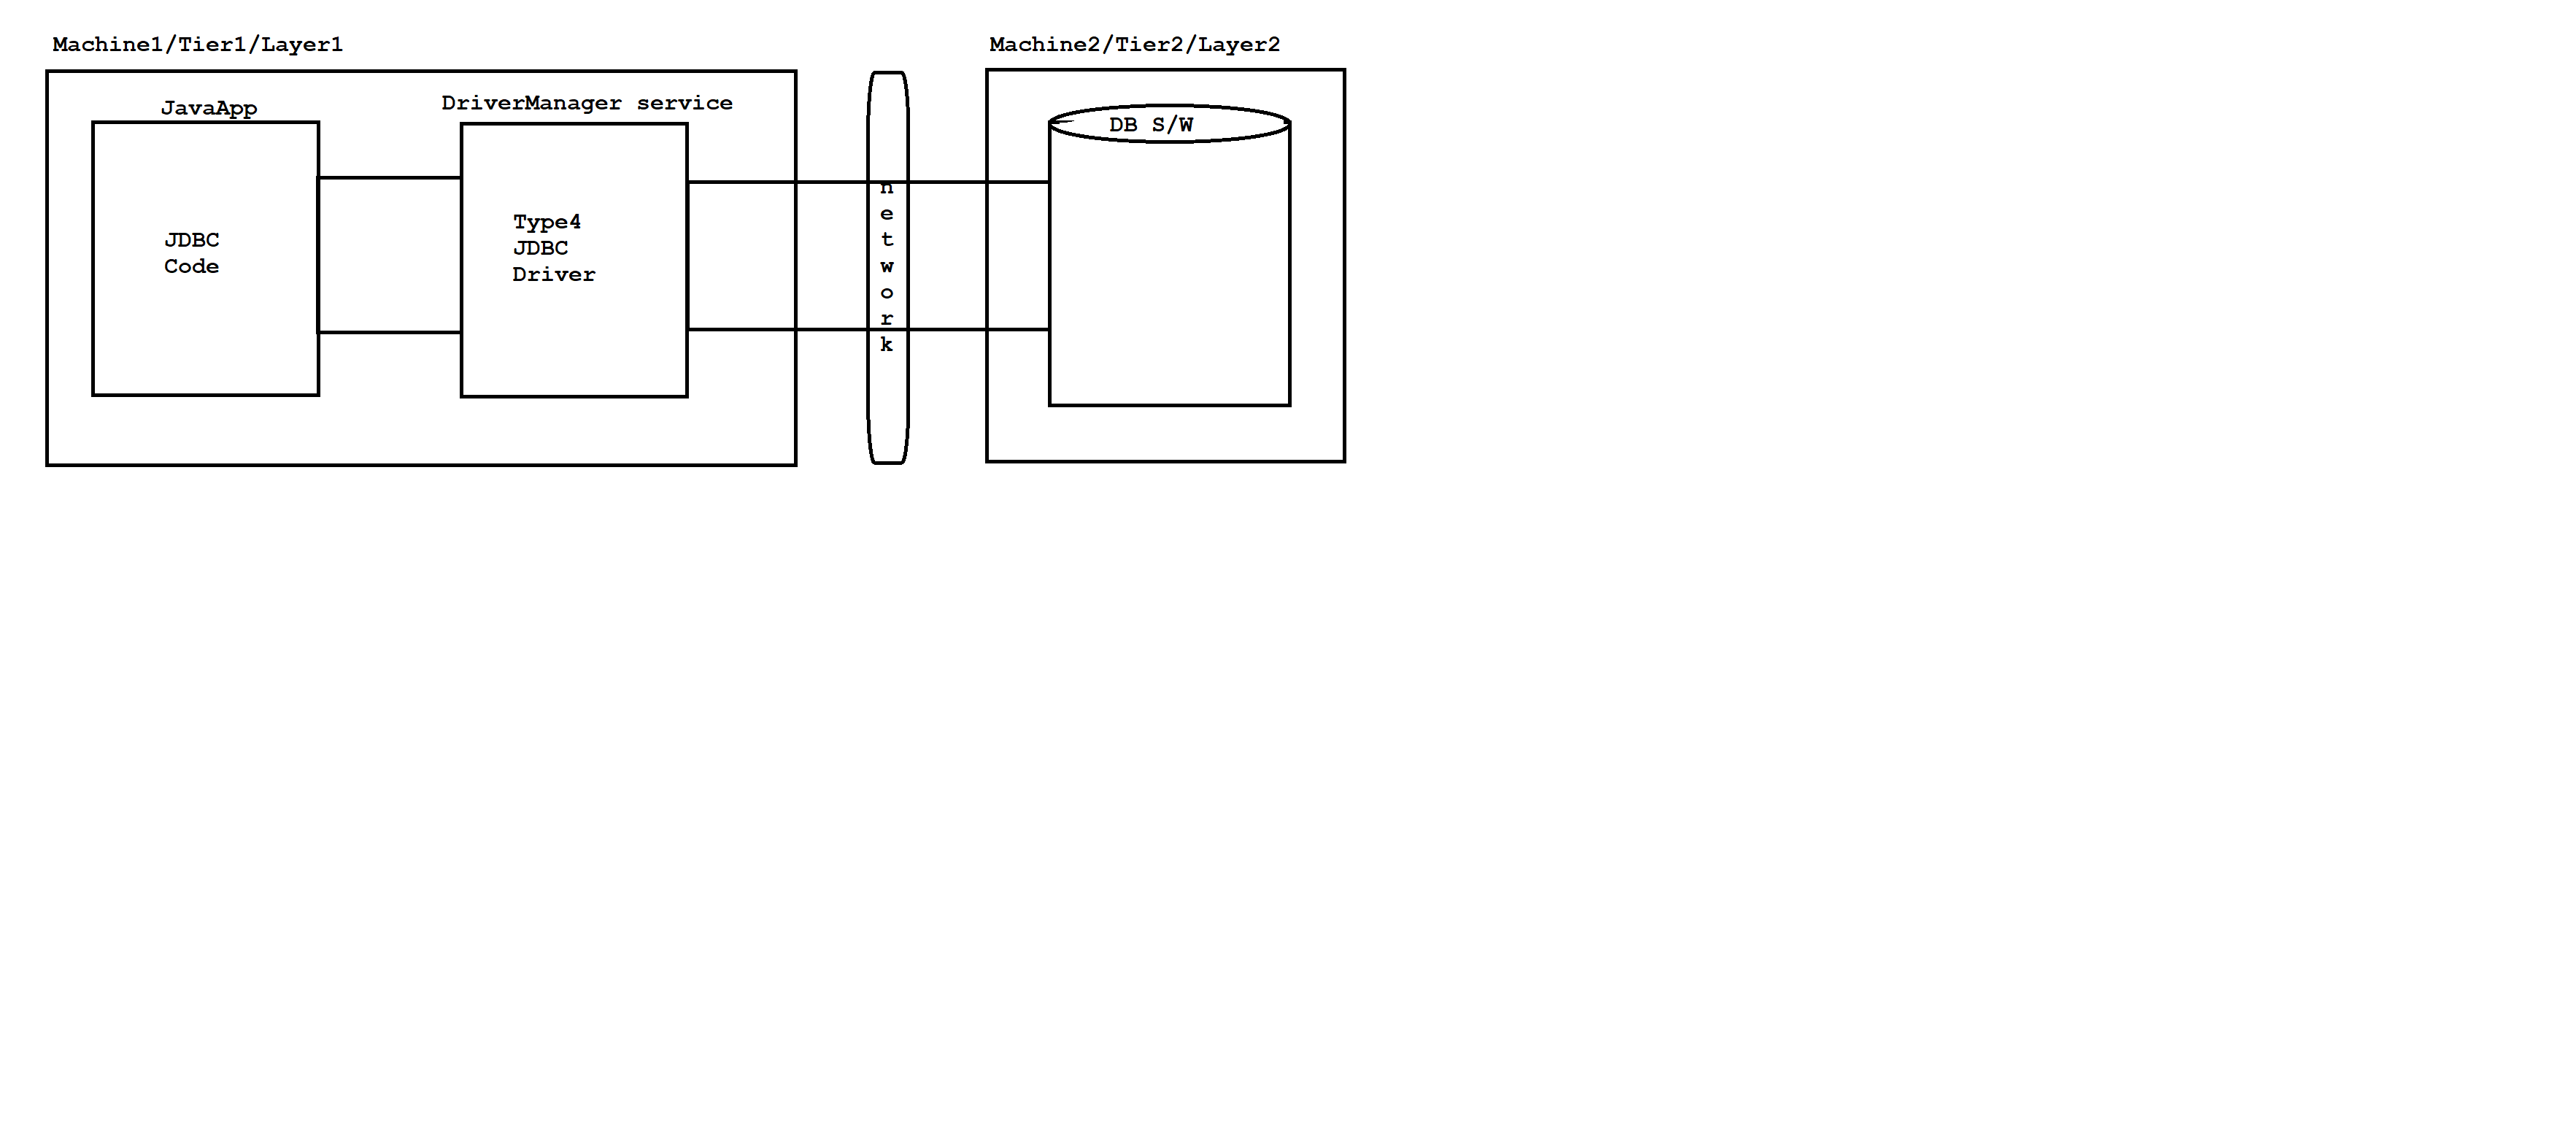 Machine1/Tier1/Layer1
Machine2/Tier2/Layer2
JavaApp
DriverManager service
DB S/W
JDBC
Code
Type4
JDBC
Driver
n
e
t
w
o
r
k